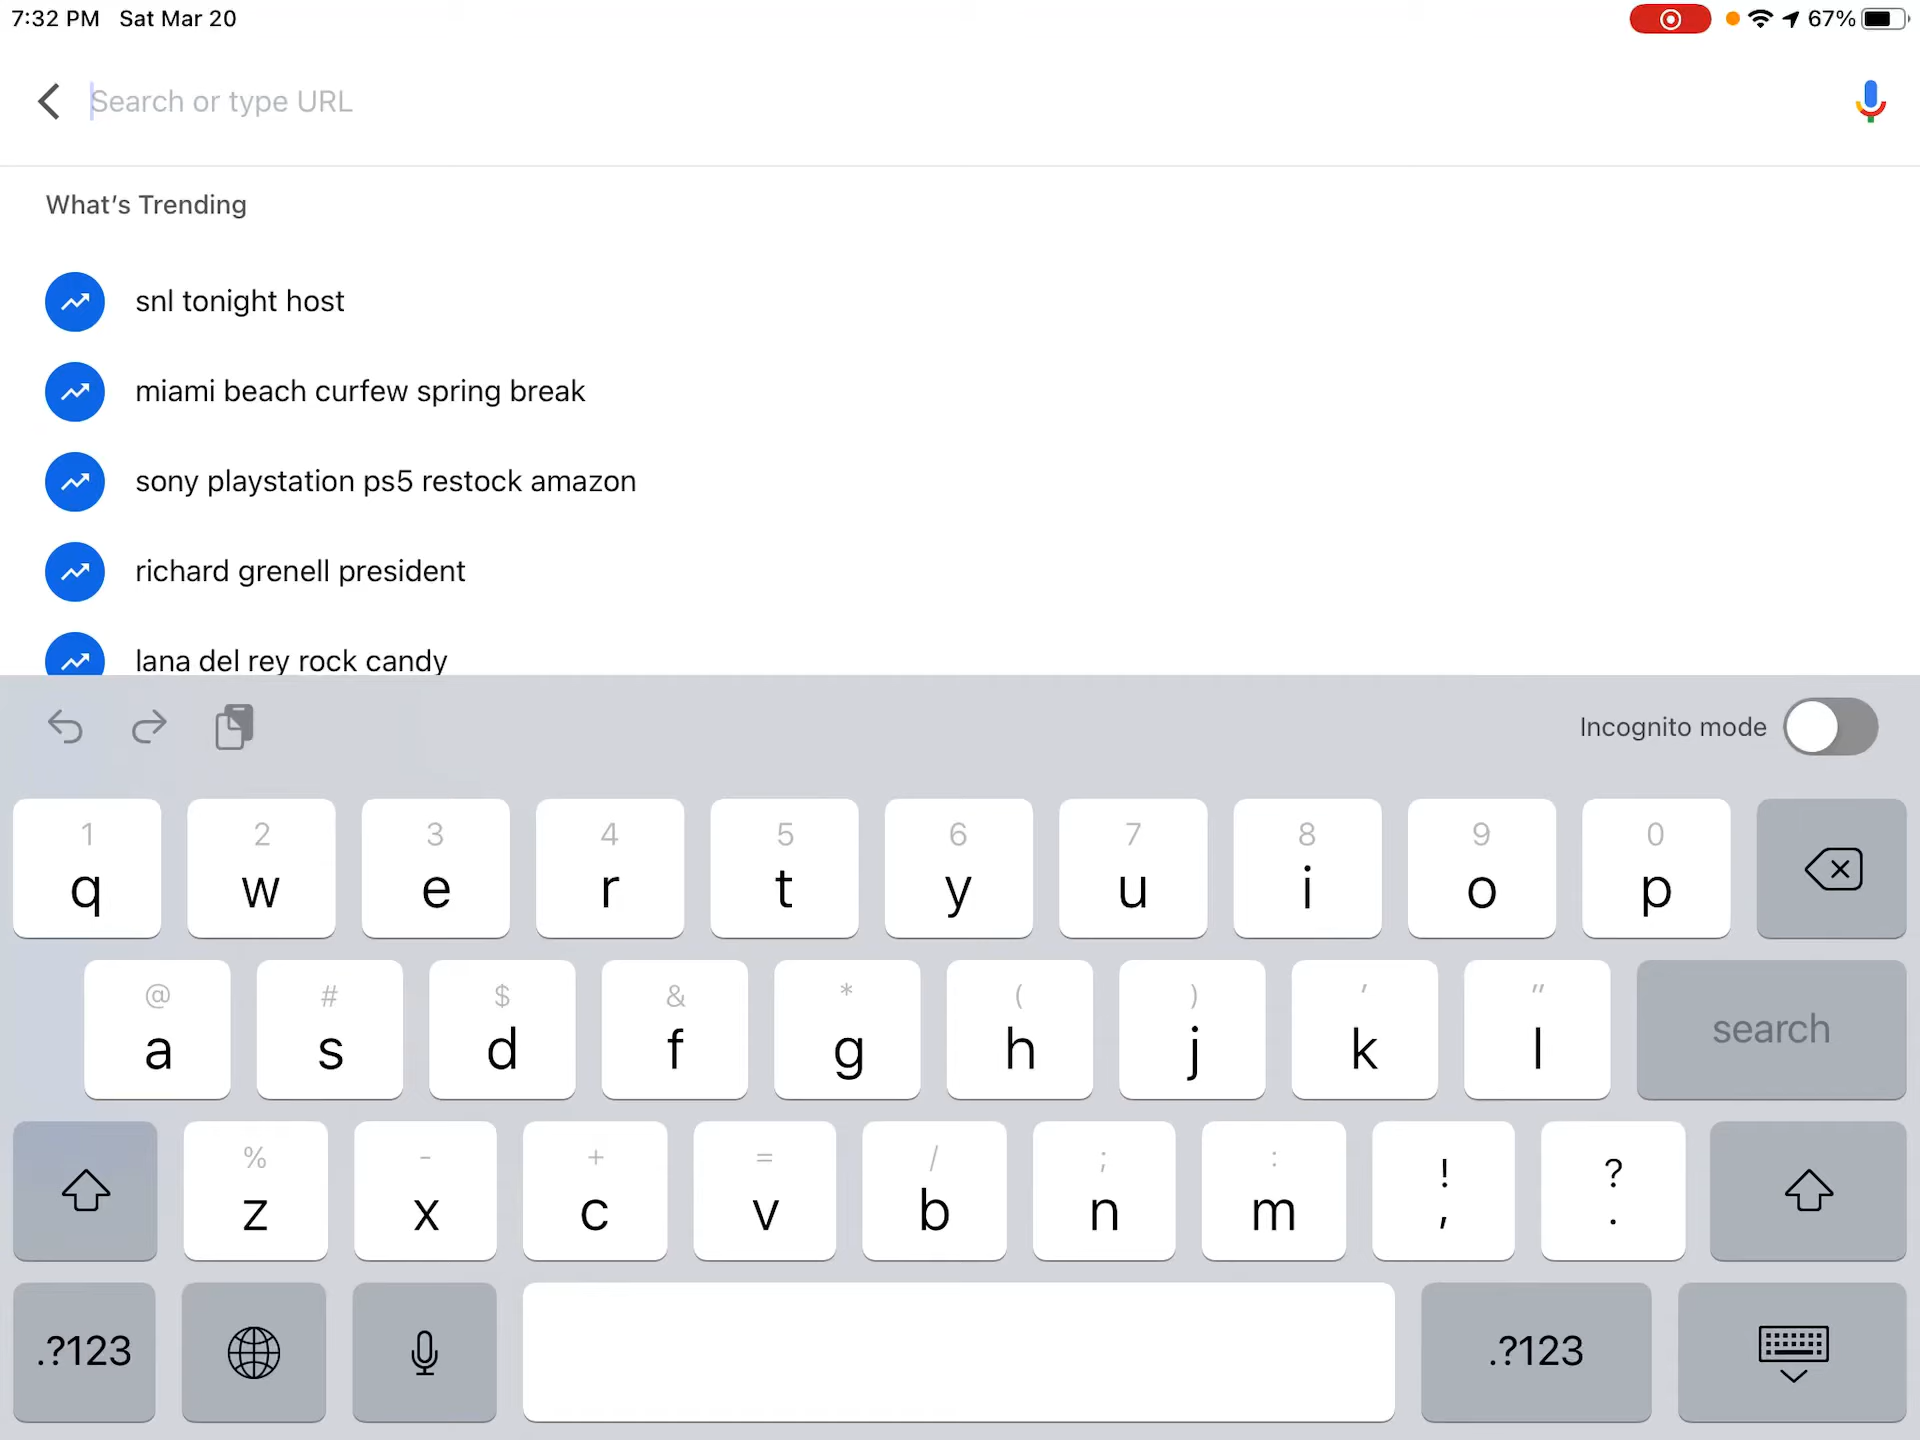 7:32 PM Sat Mar 20 67%
Search or type URL
What's Trending
snl tonight host
miami beach curfew spring break
sony playstation ps5 restock amazon
richard grenell president
lana del rey rock candy
Incognito mode
1 2 3 4 5 6 7 8 9 0
q w e r t y u i o p
@ # $ & * ( ) ' "
a s d f g h j k l search
% - + = / ; : ! ?
z x c v b n m , .
.?123 .?123